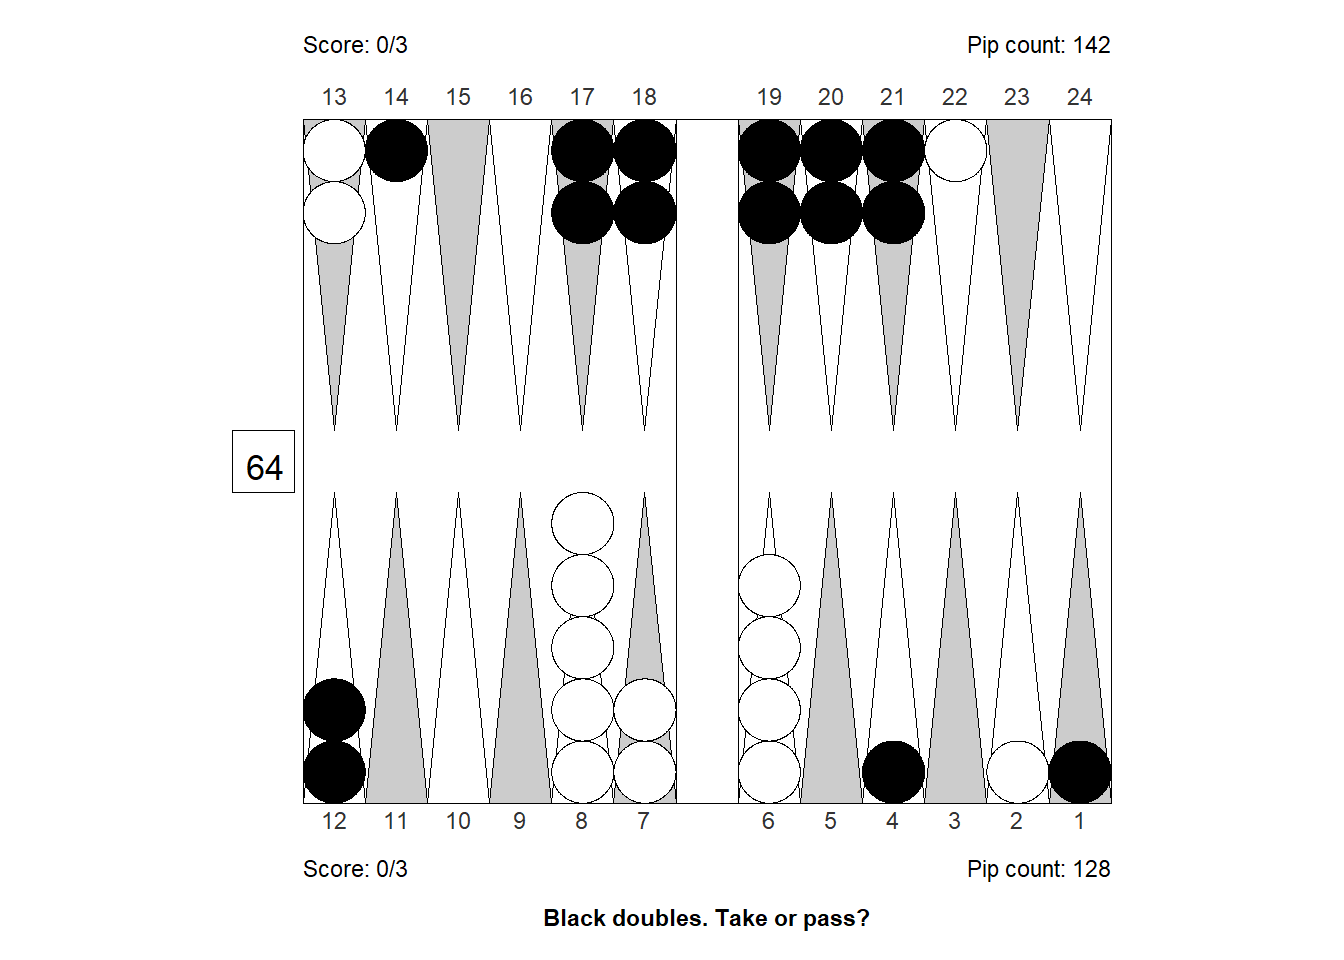 Score: 0/3 Pip count: 142
13 14 15 16 17 18 19 20 21 22 23 24
64
12 11 10 9 8 7 6 5 4 3 2 1
Score: 0/3 Pip count: 128
Black doubles. Take or pass?